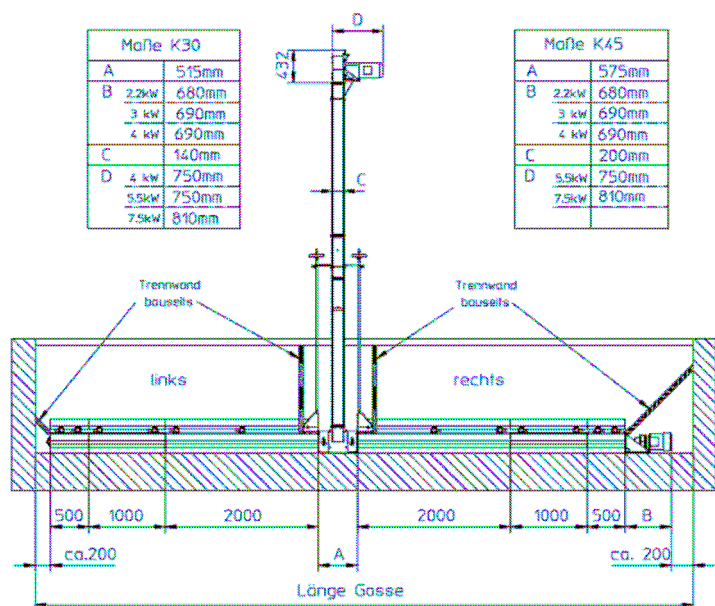 Maße K30
A 515mm
B 2.2kW 680mm
3 kW 690mm
4 kW 690mm
C 140mm
D 4 kW 750mm
5.5kW 750mm
7.5kW 810mm
432
D
C
Maße K45
A 575mm
B 2.2kW 680mm
3 kW 690mm
4 kW 690mm
C 200mm
D 5.5kW 750mm
7.5kW 810mm
Trennwand
bauseits
Trennwand
bauseits
links
rechts
500 1000 2000 2000 1000 500 B
ca.200 A ca. 200
Länge Gosse